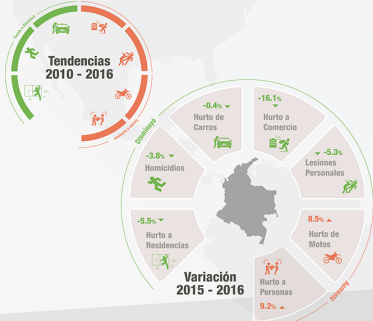 Tendencias
2010 - 2016
-0.4%
Hurto de
Carros
-16.1%
Hurto a
Comercio
-5.3%
Lesiones
Personales
8.5%
Hurto de
Motos
Hurto a
Personas
9.2%
-5.5%
Hurto a
Residencias
-3.8%
Homicidios
Disminuyó
Aumentó
Variación
2015 - 2016